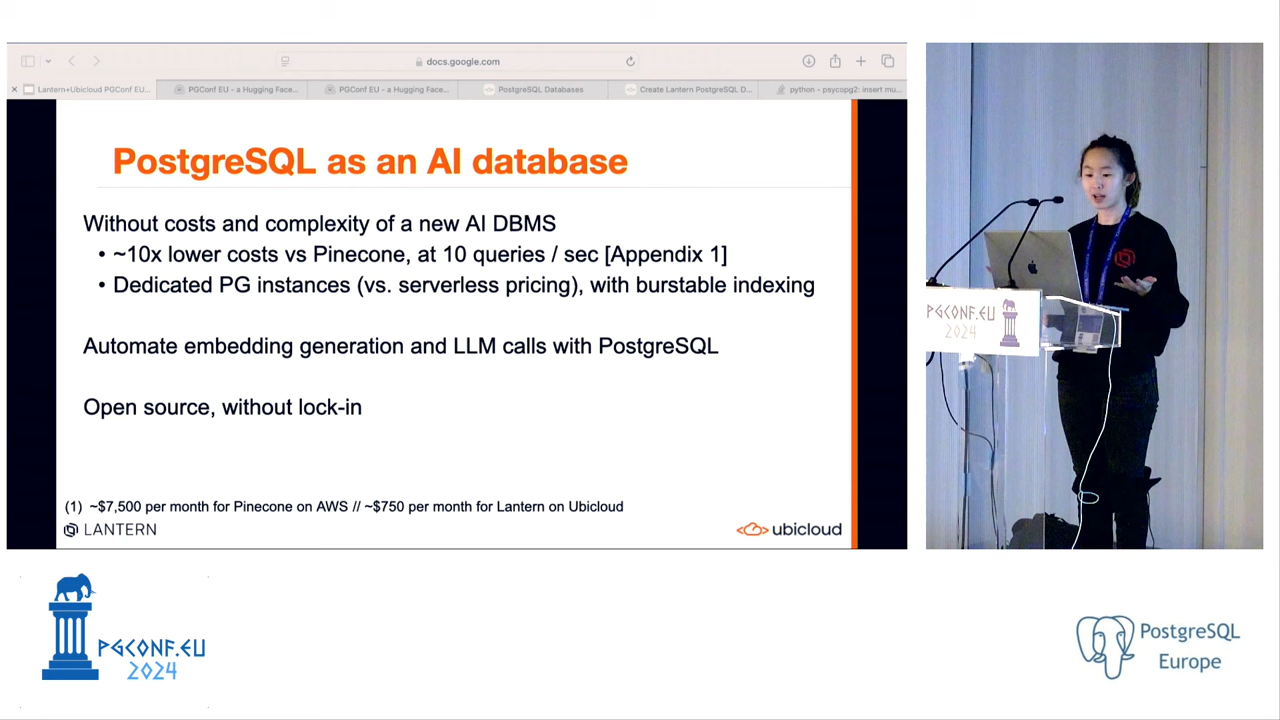 docs.google.com
Lantern+Ubicloud PGConf EU...
PGConf EU - a Hugging Face...
PGConf EU - a Hugging Face...
PostgreSQL Databases
Create Lantern PostgreSQL D...
python - psycopg2: insert mu...
PostgreSQL as an AI database
Without costs and complexity of a new AI DBMS
• ~10x lower costs vs Pinecone, at 10 queries / sec [Appendix 1]
• Dedicated PG instances (vs. serverless pricing), with burstable indexing
Automate embedding generation and LLM calls with PostgreSQL
Open source, without lock-in
(1) ~$7,500 per month for Pinecone on AWS // ~$750 per month for Lantern on Ubicloud
LANTERN
ubicloud
PGCONF.EU
2024
PGCONF.EU
2024
PostgreSQL
Europe